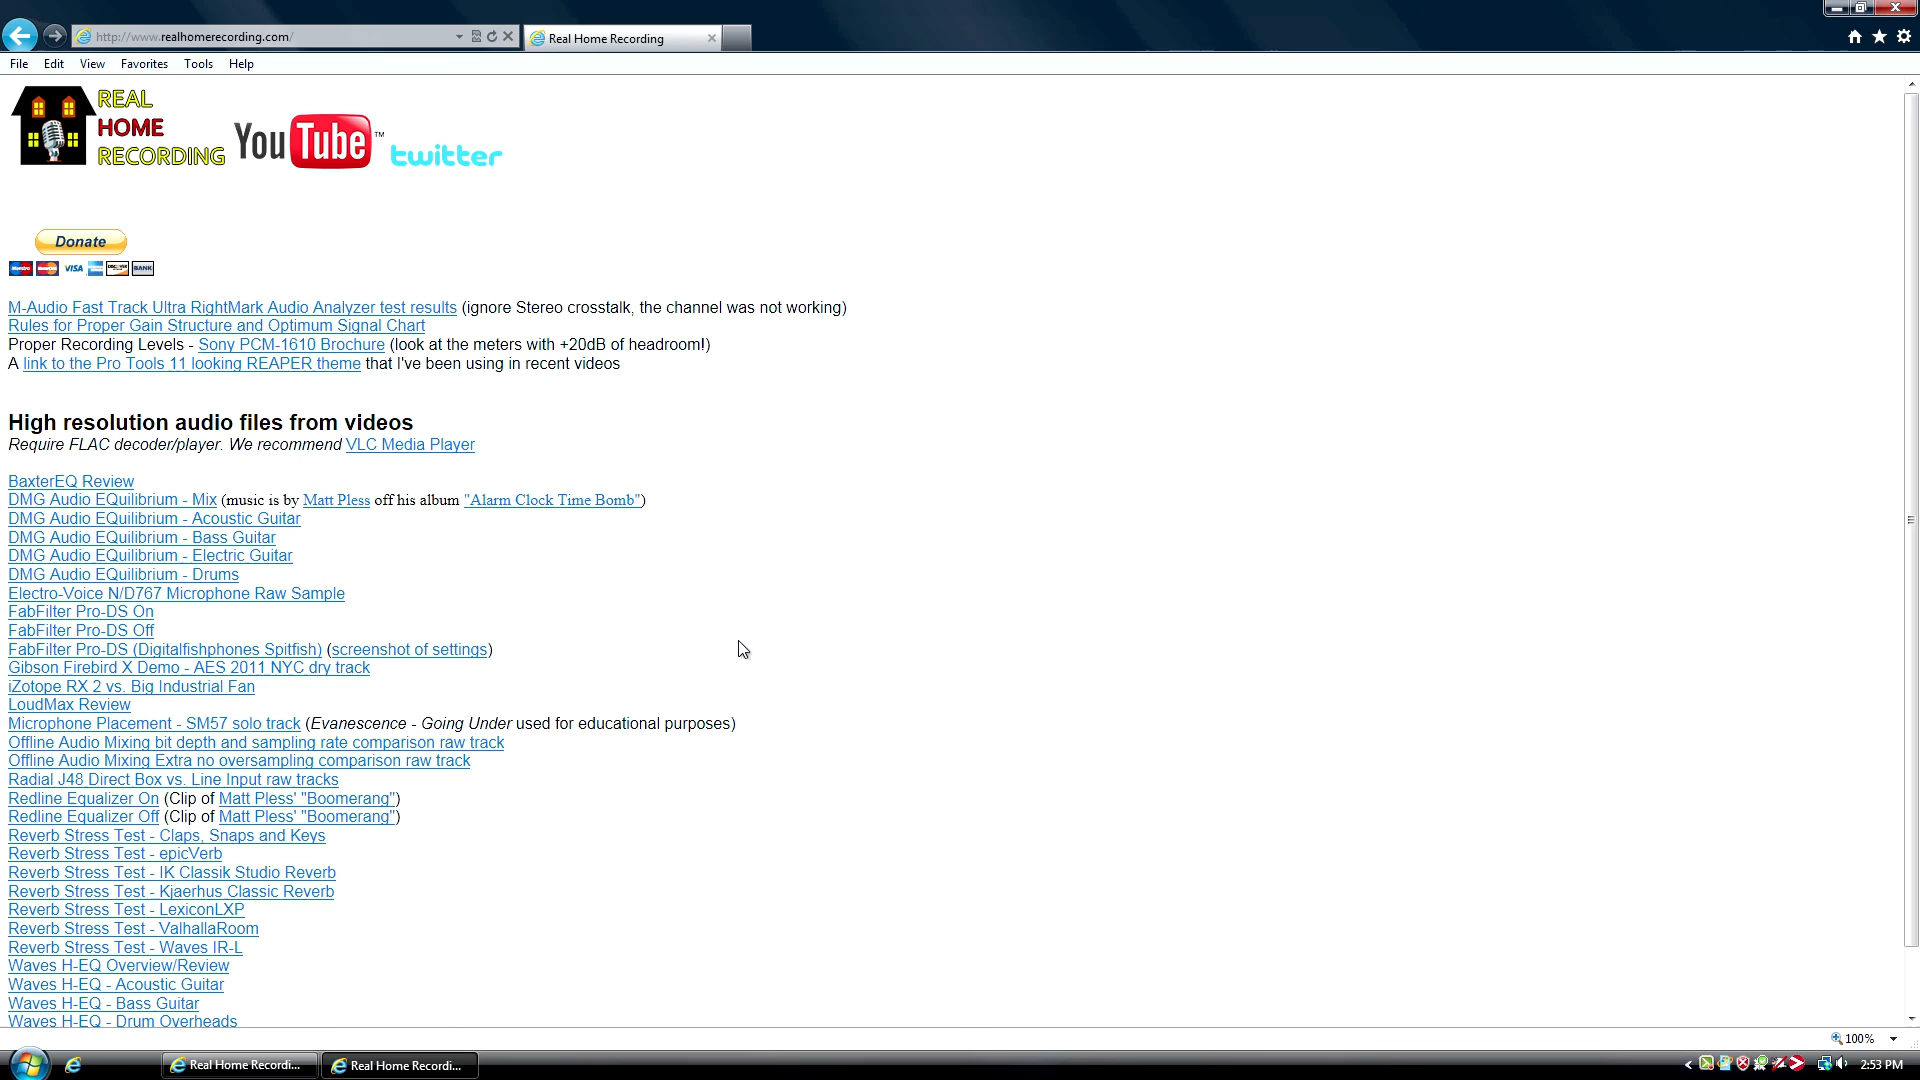 http://www.realhomerecording.com/
Real Home Recording
File Edit View Favorites Tools Help
REAL
HOME
RECORDING
YouTube™
twitter
Donate
Maestro MasterCard VISA DISCOVER BANK
M-Audio Fast Track Ultra RightMark Audio Analyzer test results (ignore Stereo crosstalk, the channel was not working)
Rules for Proper Gain Structure and Optimum Signal Chart
Proper Recording Levels - Sony PCM-1610 Brochure (look at the meters with +20dB of headroom!)
A link to the Pro Tools 11 looking REAPER theme that I've been using in recent videos
High resolution audio files from videos
Require FLAC decoder/player. We recommend VLC Media Player
BaxterEQ Review
DMG Audio EQuilibrium - Mix (music is by Matt Pless off his album "Alarm Clock Time Bomb")
DMG Audio EQuilibrium - Acoustic Guitar
DMG Audio EQuilibrium - Bass Guitar
DMG Audio EQuilibrium - Electric Guitar
DMG Audio EQuilibrium - Drums
Electro-Voice N/D767 Microphone Raw Sample
FabFilter Pro-DS On
FabFilter Pro-DS Off
FabFilter Pro-DS (Digitalfishphones Spitfish) (screenshot of settings)
Gibson Firebird X Demo - AES 2011 NYC dry track
iZotope RX 2 vs. Big Industrial Fan
LoudMax Review
Microphone Placement - SM57 solo track (Evanescence - Going Under used for educational purposes)
Offline Audio Mixing bit depth and sampling rate comparison raw track
Offline Audio Mixing Extra no oversampling comparison raw track
Radial J48 Direct Box vs. Line Input raw tracks
Redline Equalizer On (Clip of Matt Pless' "Boomerang")
Redline Equalizer Off (Clip of Matt Pless' "Boomerang")
Reverb Stress Test - Claps, Snaps and Keys
Reverb Stress Test - epicVerb
Reverb Stress Test - IK Classik Studio Reverb
Reverb Stress Test - Kjaerhus Classic Reverb
Reverb Stress Test - LexiconLXP
Reverb Stress Test - ValhallaRoom
Reverb Stress Test - Waves IR-L
Waves H-EQ Overview/Review
Waves H-EQ - Acoustic Guitar
Waves H-EQ - Bass Guitar
Waves H-EQ - Drum Overheads
100%
Real Home Recordi... Real Home Recordi... 2:53 PM